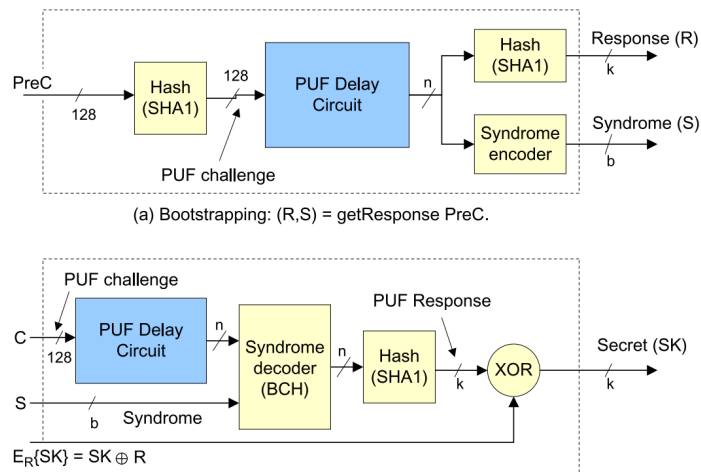 PreC
128
Hash
(SHA1)
128
PUF challenge
PUF Delay
Circuit
n
Hash
(SHA1)
Response (R)
k
Syndrome
encoder
Syndrome (S)
b
(a) Bootstrapping: (R,S) = getResponse PreC.
PUF challenge
C
128
PUF Delay
Circuit
n
Syndrome
decoder
(BCH)
n
Hash
(SHA1)
PUF Response
k
XOR
Secret (SK)
k
S
b
Syndrome
E_R{SK} = SK ⊕ R